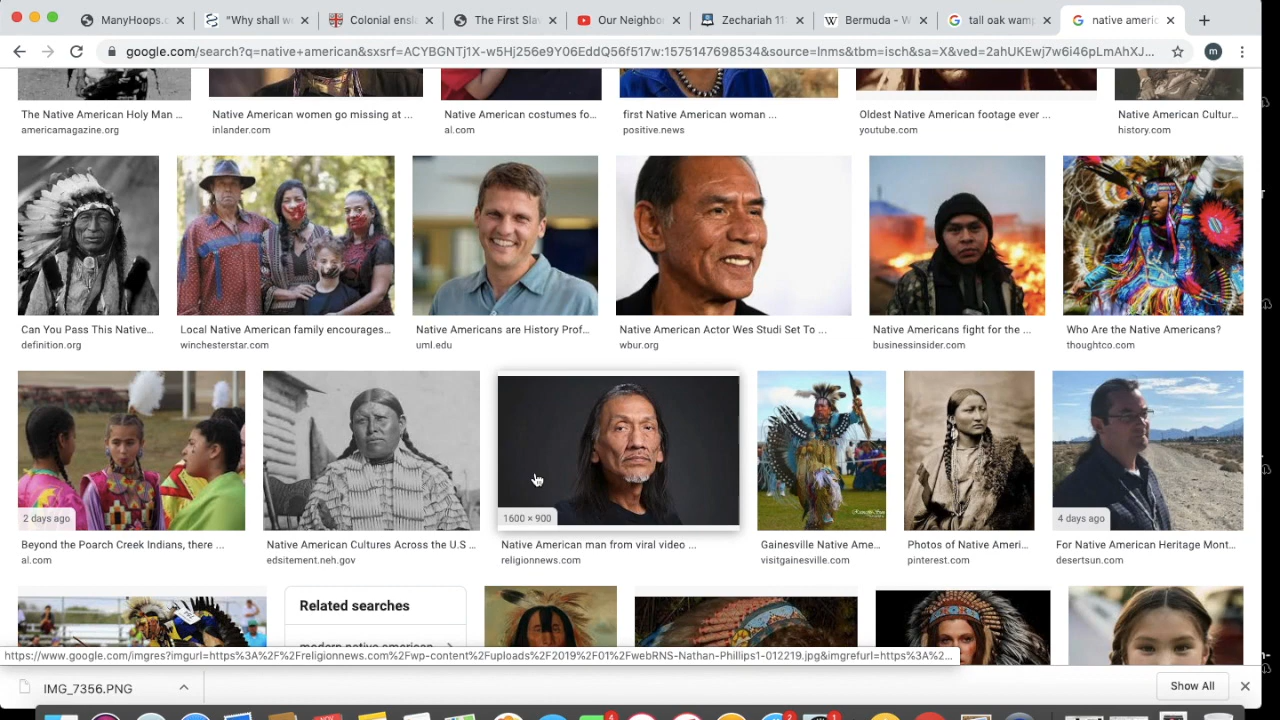 ManyHoops.c
"Why shall w
Colonial ensl
The First Sla
Our Neighbo
Zechariah 11
Bermuda - W
tall oak wam
native americ
google.com/search?q=native+american&sxsrf=ACYBGNTj1X-w5Hj256e9Y06EddQ56f517w:1575147698534&source=lnms&tbm=isch&sa=X&ved=2ahUKEwj7w6i46pLmAhXJ...
m
The Native American Holy Man ...
Native American women go missing at ...
Native American costumes fo...
first Native American woman ...
Oldest Native American footage ever ...
Native American Cultur...
americamagazine.org
inlander.com
al.com
positive.news
youtube.com
history.com
Can You Pass This Native...
Local Native American family encourages...
Native Americans are History Prof...
Native American Actor Wes Studi Set To ...
Native Americans fight for the ...
Who Are the Native Americans?
definition.org
winchesterstar.com
uml.edu
wbur.org
businessinsider.com
thoughtco.com
2 days ago
1600 × 900
4 days ago
Beyond the Poarch Creek Indians, there ...
Native American Cultures Across the U.S ...
Native American man from viral video ...
Gainesville Native Ame...
Photos of Native Ameri...
For Native American Heritage Mont...
al.com
edsitement.neh.gov
religionnews.com
visitgainesville.com
pinterest.com
desertsun.com
Related searches
modern native american
https://www.google.com/imgres?imgurl=https%3A%2F%2Freligionnews.com%2Fwp-content%2Fuploads%2F2019%2F01%2FwebRNS-Nathan-Phillips1-012219.jpg&imgrefurl=https%3A%2...
IMG_7356.PNG
Show All